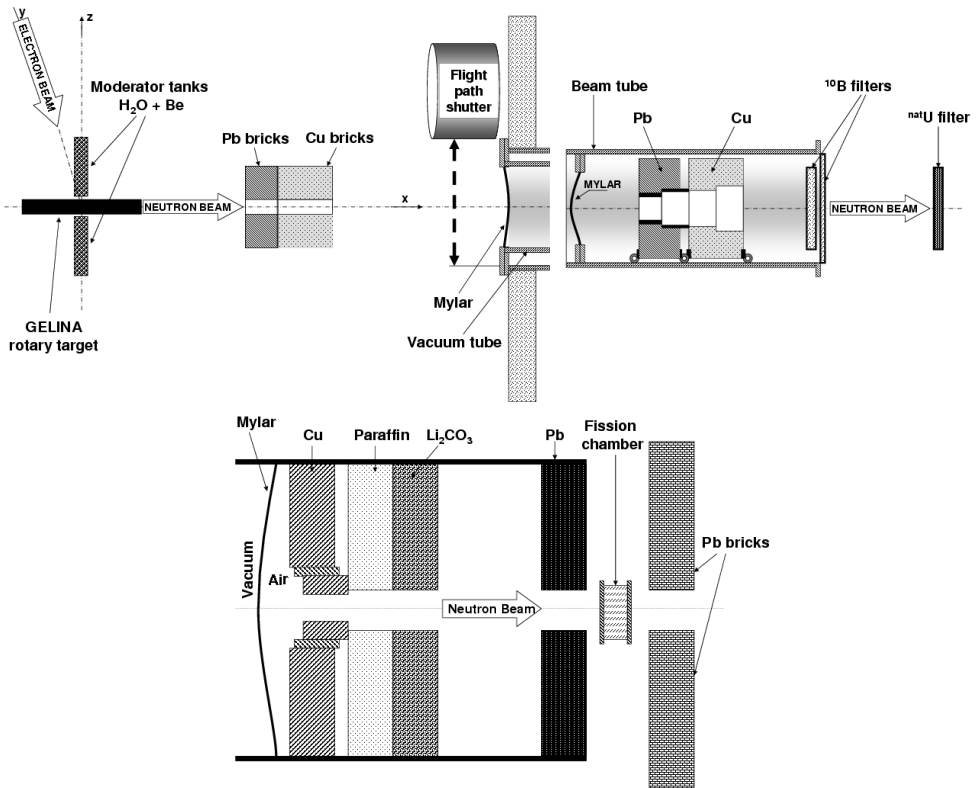 y
z
ELECTRON BEAM
Moderator tanks
H₂O + Be
Pb bricks
Cu bricks
NEUTRON BEAM
x
GELINA
rotary target
Flight
path
shutter
Mylar
Vacuum tube
Beam tube
MYLAR
Pb
Cu
¹⁰B filters
NEUTRON BEAM
ⁿᵃᵗU filter
Mylar
Cu
Paraffin
Li₂CO₃
Pb
Fission
chamber
Vacuum
Air
Neutron Beam
Pb bricks